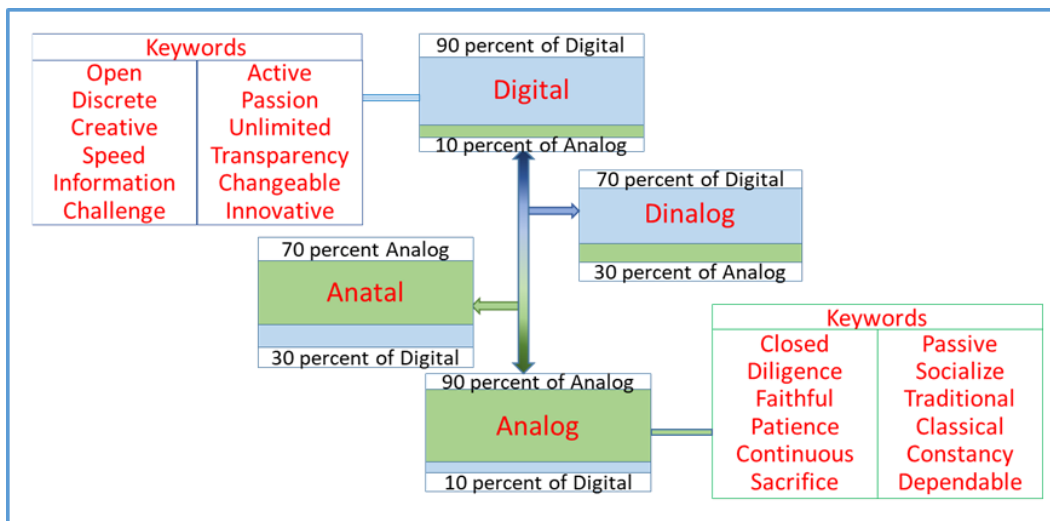 Keywords
Open
Discrete
Creative
Speed
Information
Challenge
Active
Passion
Unlimited
Transparency
Changeable
Innovative
90 percent of Digital
Digital
10 percent of Analog
70 percent of Digital
Dinalog
30 percent of Analog
70 percent Analog
Anatal
30 percent of Digital
90 percent of Analog
Analog
10 percent of Digital
Keywords
Closed
Diligence
Faithful
Patience
Continuous
Sacrifice
Passive
Socialize
Traditional
Classical
Constancy
Dependable